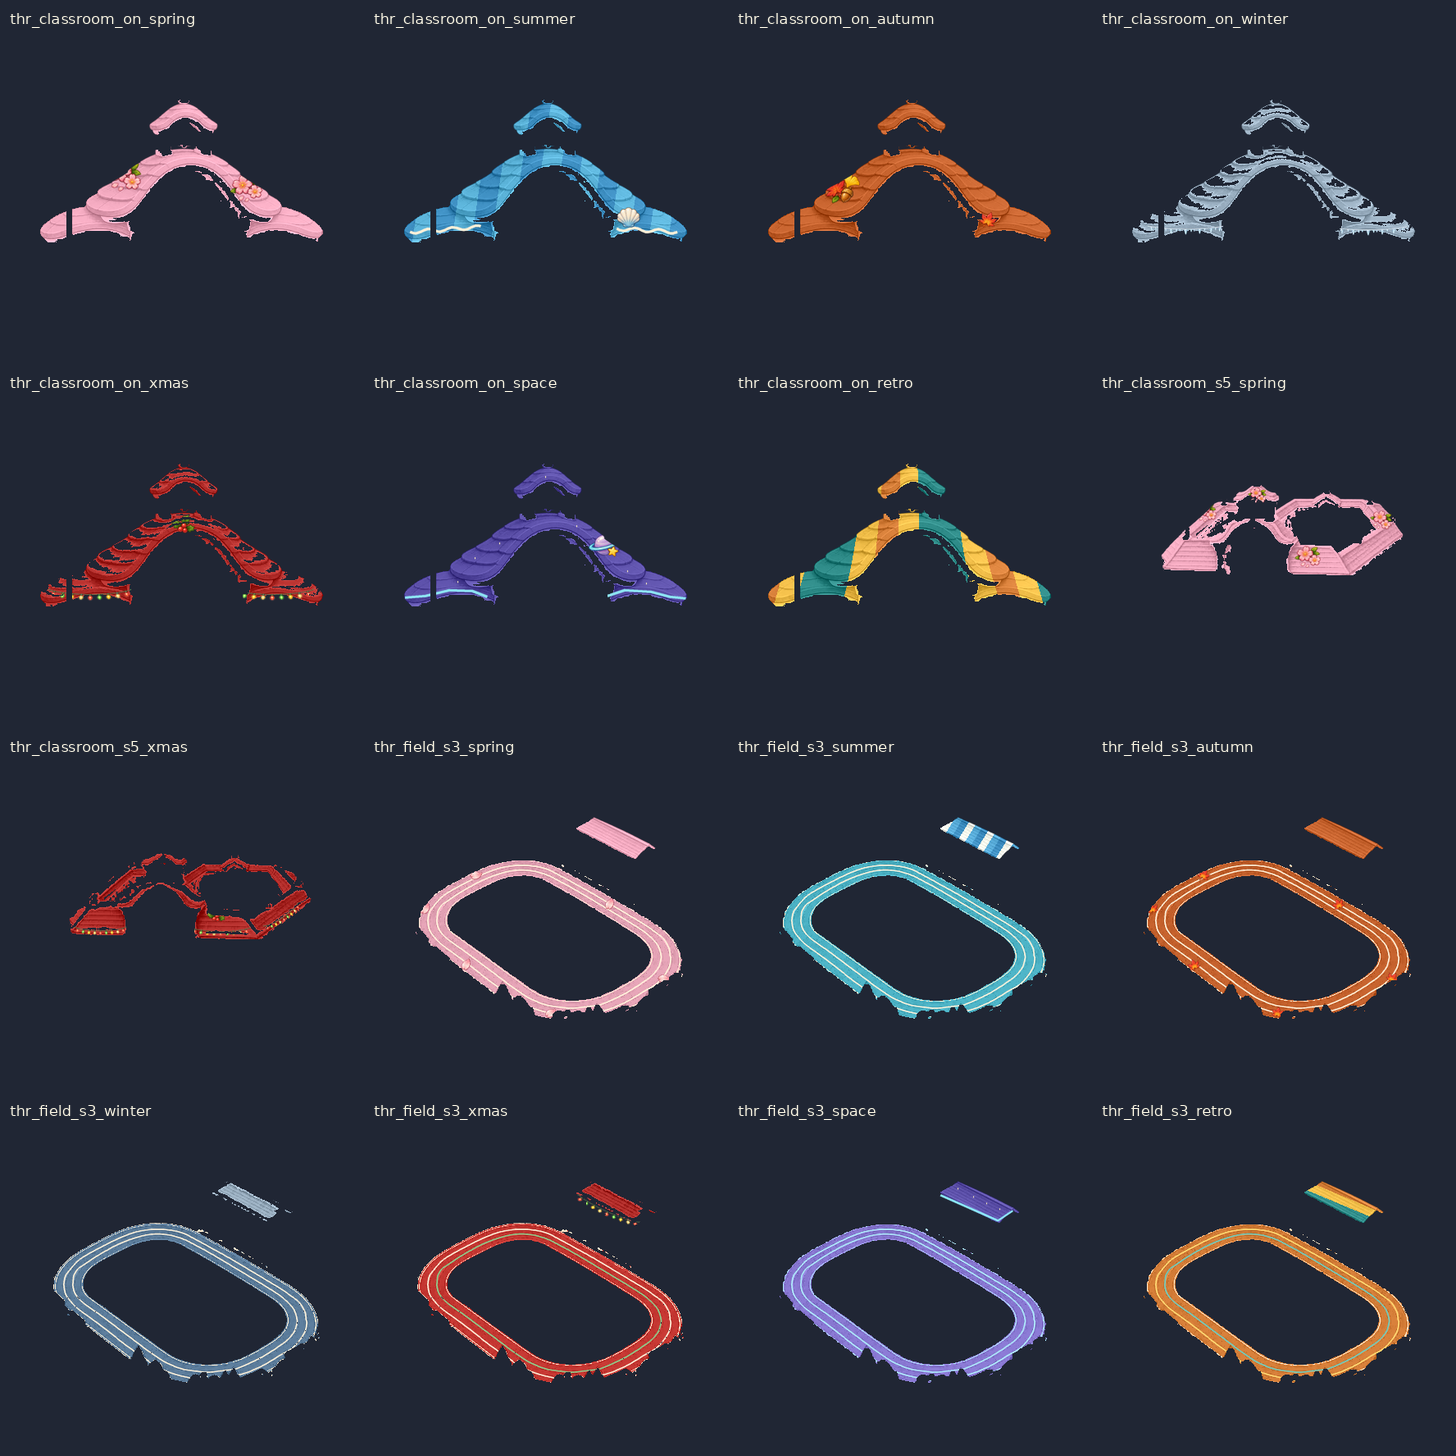 thr_classroom_on_spring
thr_classroom_on_summer
thr_classroom_on_autumn
thr_classroom_on_winter
thr_classroom_on_xmas
thr_classroom_on_space
thr_classroom_on_retro
thr_classroom_s5_spring
thr_classroom_s5_xmas
thr_field_s3_spring
thr_field_s3_summer
thr_field_s3_autumn
thr_field_s3_winter
thr_field_s3_xmas
thr_field_s3_space
thr_field_s3_retro